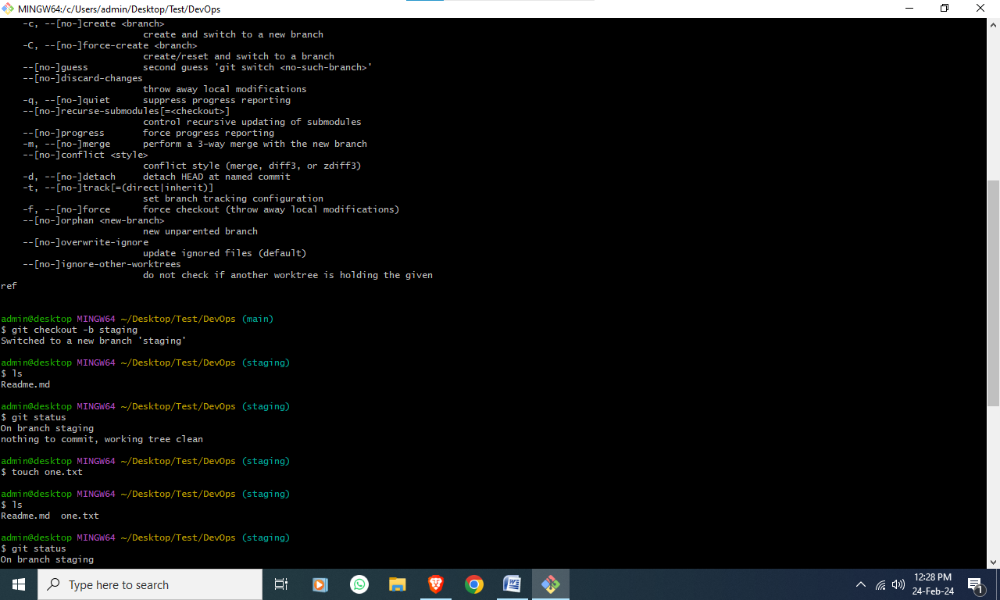 MINGW64:/c/Users/admin/Desktop/Test/DevOps
-c, --[no-]create <branch>
create and switch to a new branch
-C, --[no-]force-create <branch>
create/reset and switch to a branch
--[no-]guess second guess 'git switch <no-such-branch>'
--[no-]discard-changes
throw away local modifications
-q, --[no-]quiet suppress progress reporting
--[no-]recurse-submodules[=<checkout>]
control recursive updating of submodules
--[no-]progress force progress reporting
-m, --[no-]merge perform a 3-way merge with the new branch
--[no-]conflict <style>
conflict style (merge, diff3, or zdiff3)
-d, --[no-]detach detach HEAD at named commit
-t, --[no-]track[=(direct|inherit)]
set branch tracking configuration
-f, --[no-]force force checkout (throw away local modifications)
--[no-]orphan <new-branch>
new unparented branch
--[no-]overwrite-ignore
update ignored files (default)
--[no-]ignore-other-worktrees
do not check if another worktree is holding the given
ref
admin@desktop MINGW64 ~/Desktop/Test/DevOps (main)
$ git checkout -b staging
Switched to a new branch 'staging'
admin@desktop MINGW64 ~/Desktop/Test/DevOps (staging)
$ ls
Readme.md
admin@desktop MINGW64 ~/Desktop/Test/DevOps (staging)
$ git status
On branch staging
nothing to commit, working tree clean
admin@desktop MINGW64 ~/Desktop/Test/DevOps (staging)
$ touch one.txt
admin@desktop MINGW64 ~/Desktop/Test/DevOps (staging)
$ ls
Readme.md one.txt
admin@desktop MINGW64 ~/Desktop/Test/DevOps (staging)
$ git status
On branch staging
Type here to search
12:28 PM
24-Feb-24
1